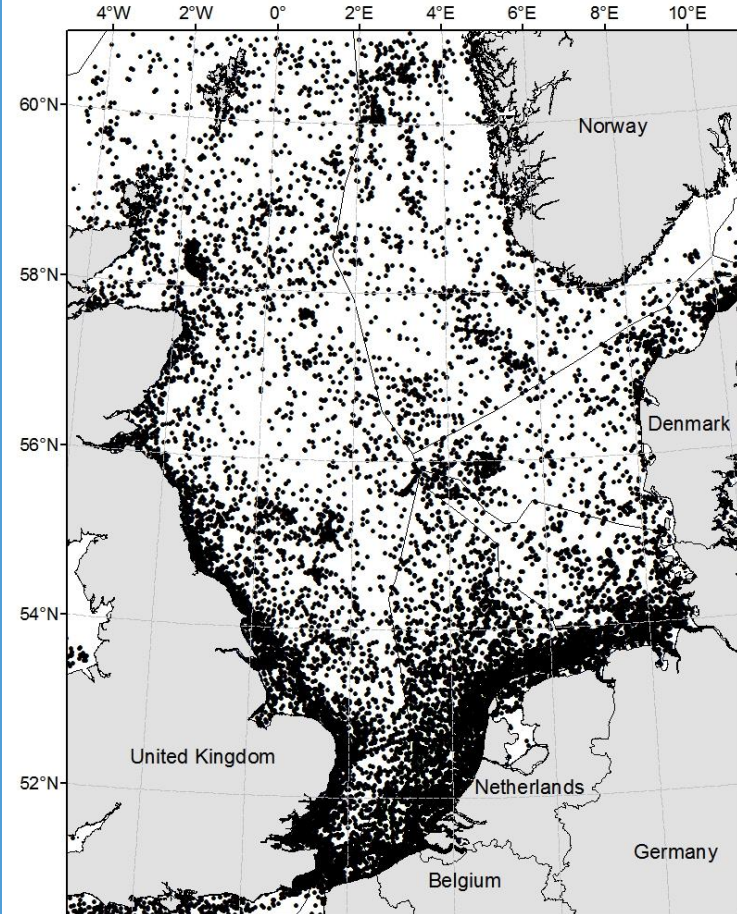 4°W 2°W 0° 2°E 4°E 6°E 8°E 10°E
60°N
Norway
58°N
Denmark
56°N
54°N
United Kingdom
52°N
Netherlands
Germany
Belgium